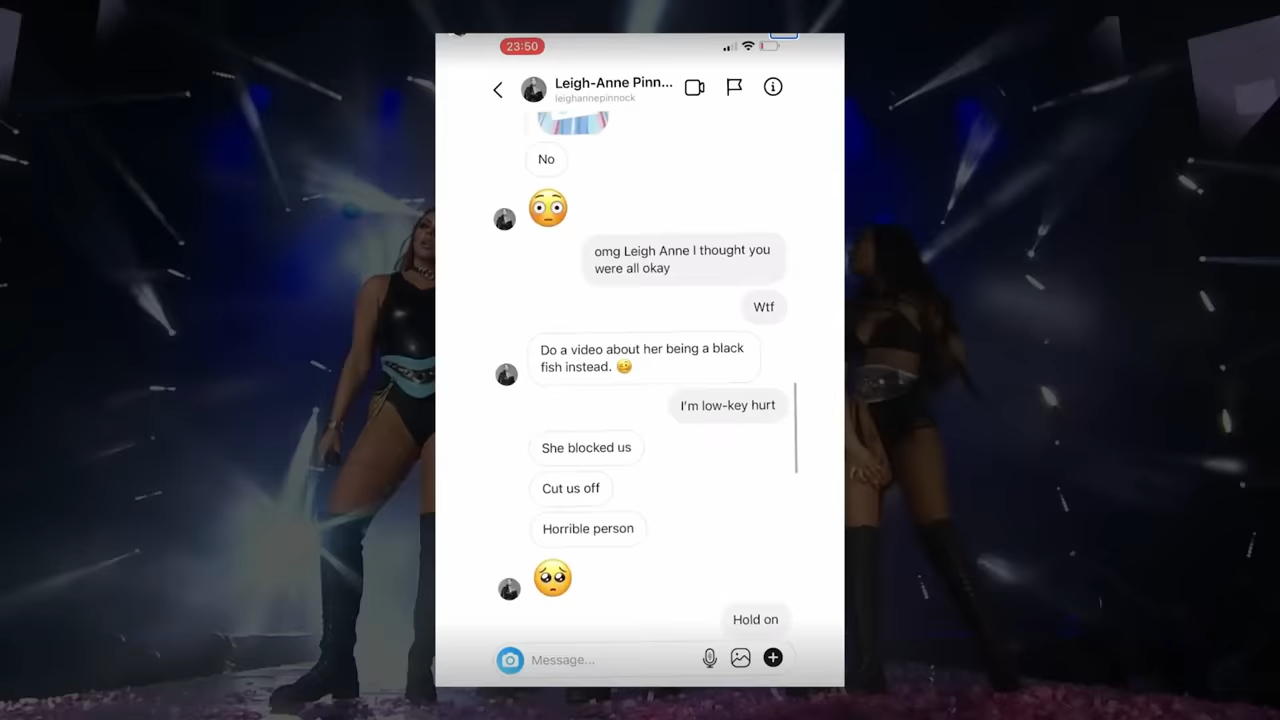 23:50
Leigh-Anne Pinn...
leighannepinnock
No
omg Leigh Anne I thought you
were all okay
Wtf
Do a video about her being a black
fish instead. 🥴
I'm low-key hurt
She blocked us
Cut us off
Horrible person
Hold on
Message...